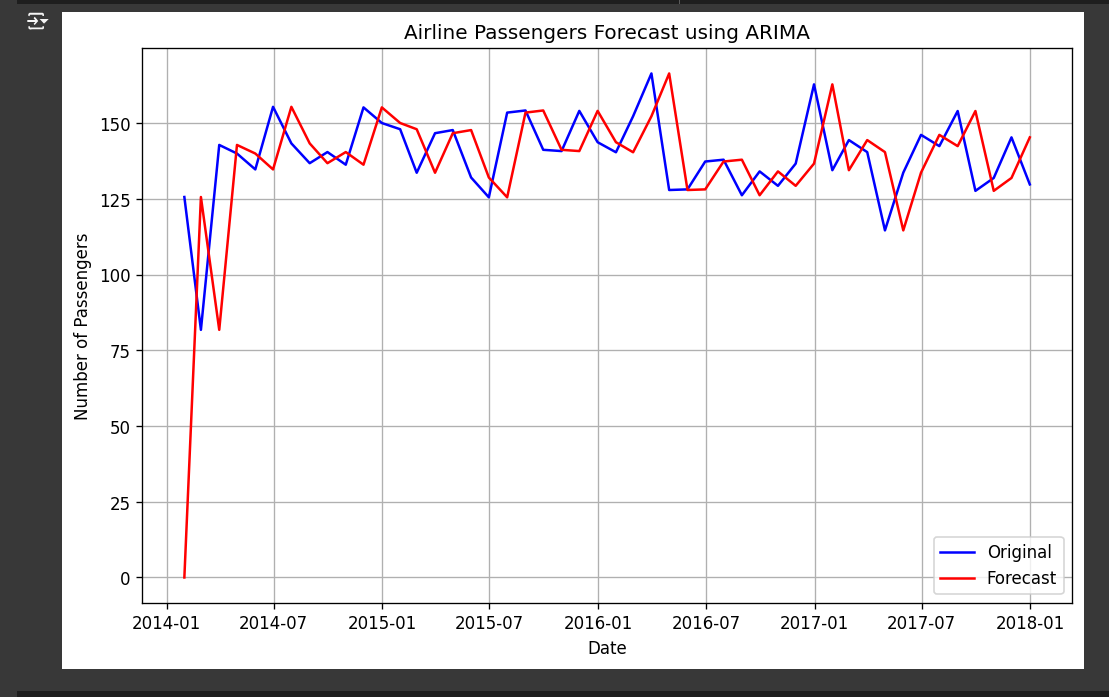 Airline Passengers Forecast using ARIMA
Number of Passengers
150
125
100
75
50
25
0
Original
Forecast
2014-01 2014-07 2015-01 2015-07 2016-01 2016-07 2017-01 2017-07 2018-01
Date